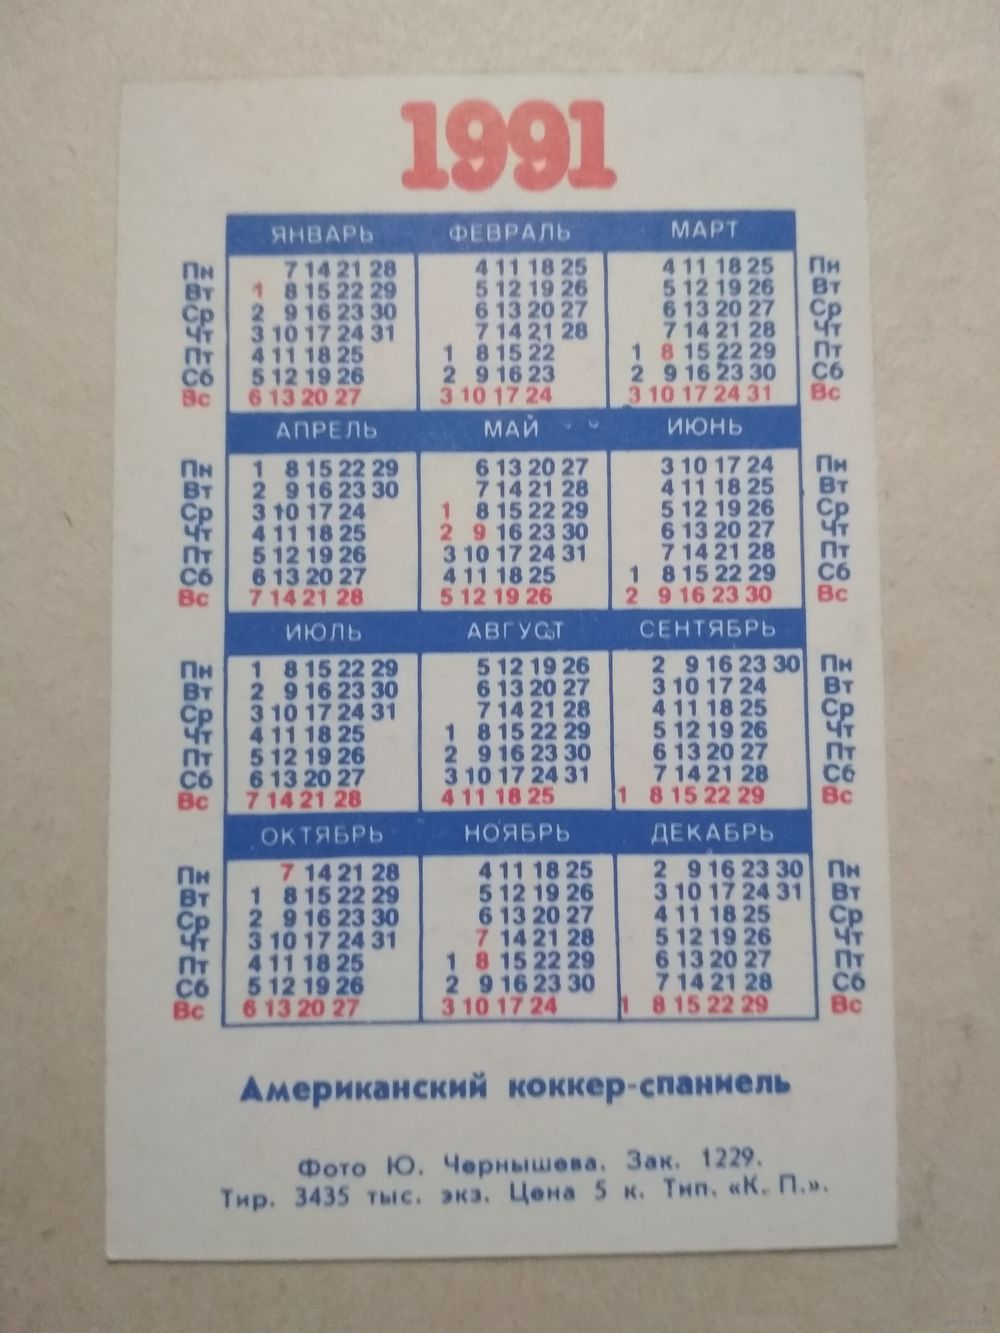 1991
ЯНВАРЬ ФЕВРАЛЬ МАРТ
Пн 7 14 21 28 4 11 18 25 4 11 18 25 Пн
Вт 1 8 15 22 29 5 12 19 26 5 12 19 26 Вт
Ср 2 9 16 23 30 6 13 20 27 6 13 20 27 Ср
Чт 3 10 17 24 31 7 14 21 28 7 14 21 28 Чт
Пт 4 11 18 25 1 8 15 22 1 8 15 22 29 Пт
Сб 5 12 19 26 2 9 16 23 2 9 16 23 30 Сб
Вс 6 13 20 27 3 10 17 24 3 10 17 24 31 Вс
АПРЕЛЬ МАЙ ИЮНЬ
Пн 1 8 15 22 29 6 13 20 27 3 10 17 24 Пн
Вт 2 9 16 23 30 7 14 21 28 4 11 18 25 Вт
Ср 3 10 17 24 1 8 15 22 29 5 12 19 26 Ср
Чт 4 11 18 25 2 9 16 23 30 6 13 20 27 Чт
Пт 5 12 19 26 3 10 17 24 31 7 14 21 28 Пт
Сб 6 13 20 27 4 11 18 25 1 8 15 22 29 Сб
Вс 7 14 21 28 5 12 19 26 2 9 16 23 30 Вс
ИЮЛЬ АВГУСТ СЕНТЯБРЬ
Пн 1 8 15 22 29 5 12 19 26 2 9 16 23 30 Пн
Вт 2 9 16 23 30 6 13 20 27 3 10 17 24 Вт
Ср 3 10 17 24 31 7 14 21 28 4 11 18 25 Ср
Чт 4 11 18 25 1 8 15 22 29 5 12 19 26 Чт
Пт 5 12 19 26 2 9 16 23 30 6 13 20 27 Пт
Сб 6 13 20 27 3 10 17 24 31 7 14 21 28 Сб
Вс 7 14 21 28 4 11 18 25 1 8 15 22 29 Вс
ОКТЯБРЬ НОЯБРЬ ДЕКАБРЬ
Пн 7 14 21 28 4 11 18 25 2 9 16 23 30 Пн
Вт 1 8 15 22 29 5 12 19 26 3 10 17 24 31 Вт
Ср 2 9 16 23 30 6 13 20 27 4 11 18 25 Ср
Чт 3 10 17 24 31 7 14 21 28 5 12 19 26 Чт
Пт 4 11 18 25 1 8 15 22 29 6 13 20 27 Пт
Сб 5 12 19 26 2 9 16 23 30 7 14 21 28 Сб
Вс 6 13 20 27 3 10 17 24 1 8 15 22 29 Вс
Американский коккер-спаниель
Фото Ю. Чернышева. Зак. 1229.
Тир. 3435 тыс. экз. Цена 5 к. Тип. «К. П.».